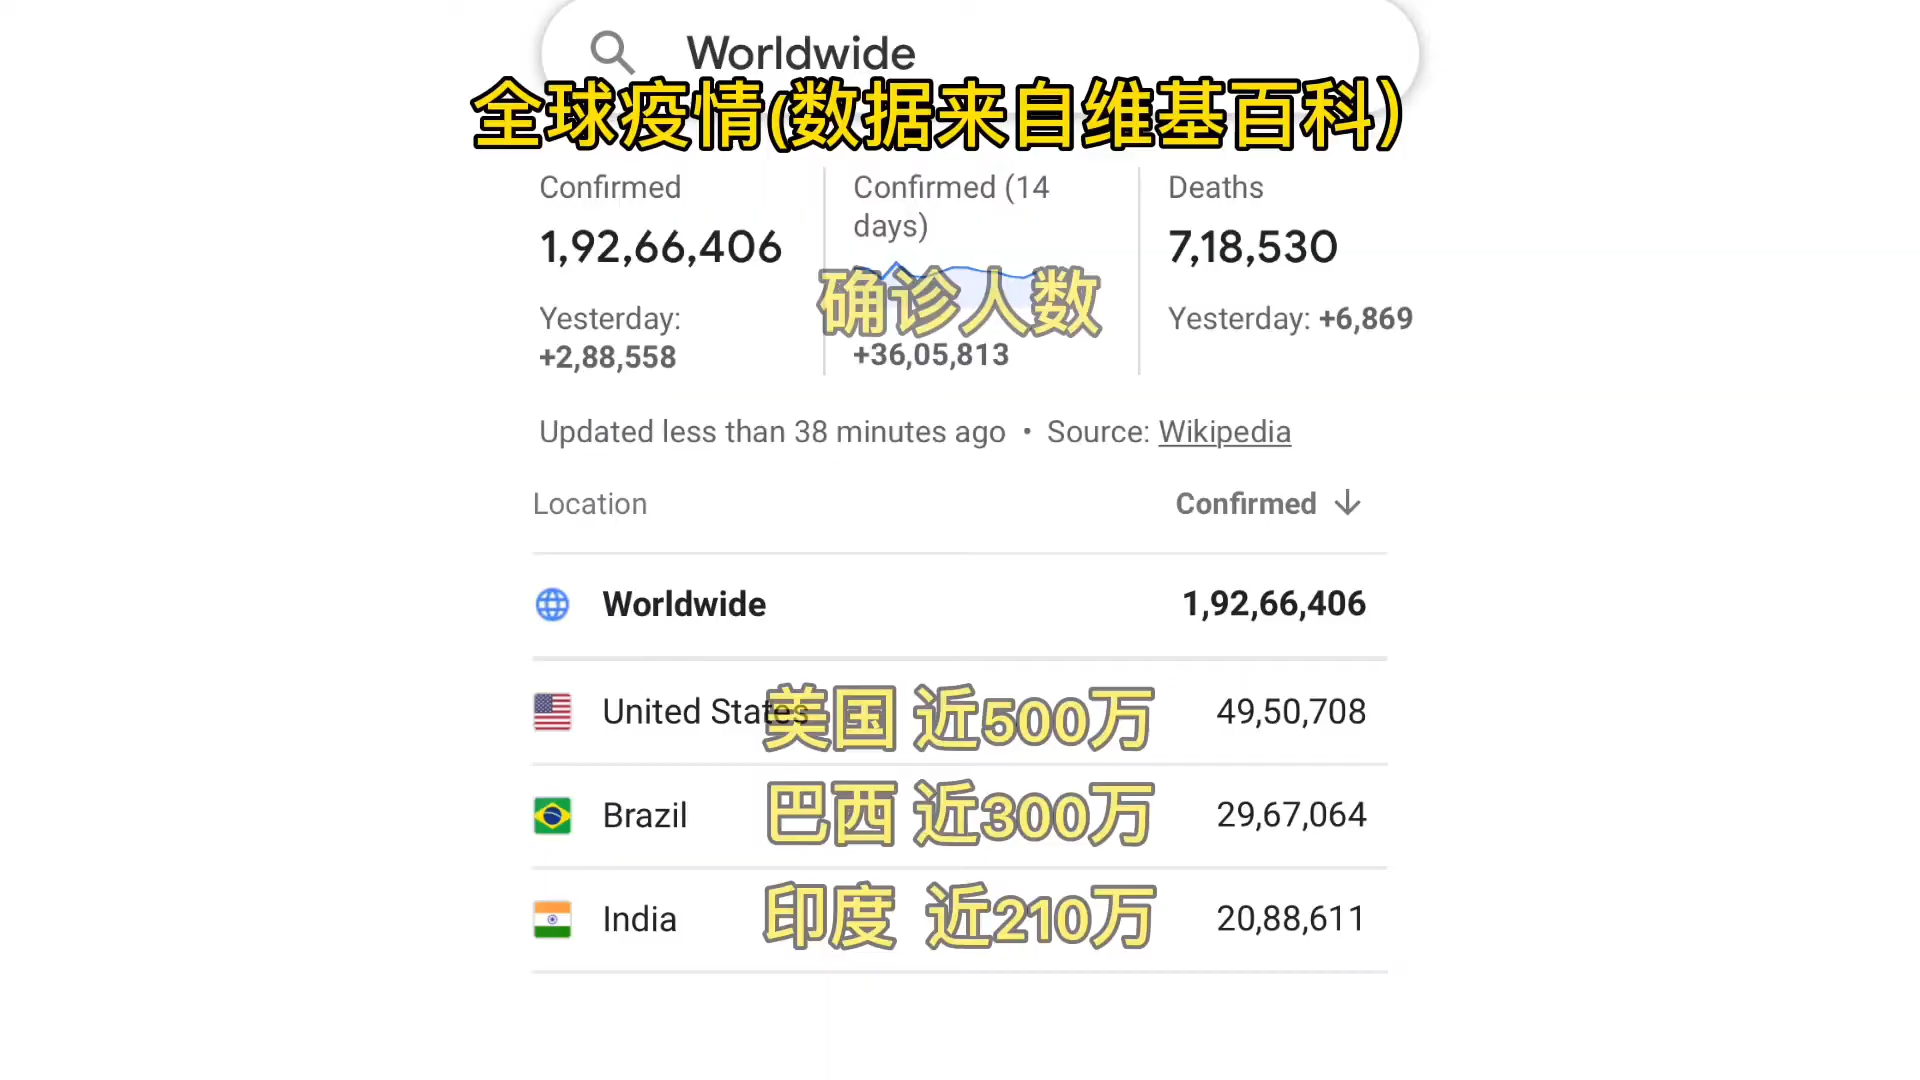 Worldwide
全球疫情(数据来自维基百科)
Confirmed
1,92,66,406
Yesterday:
+2,88,558
Confirmed (14
days)
确诊人数
+36,05,813
Deaths
7,18,530
Yesterday: +6,869
Updated less than 38 minutes ago • Source: Wikipedia
Location Confirmed ↓
Worldwide 1,92,66,406
United States 美国 近500万 49,50,708
Brazil 巴西 近300万 29,67,064
India 印度 近210万 20,88,611